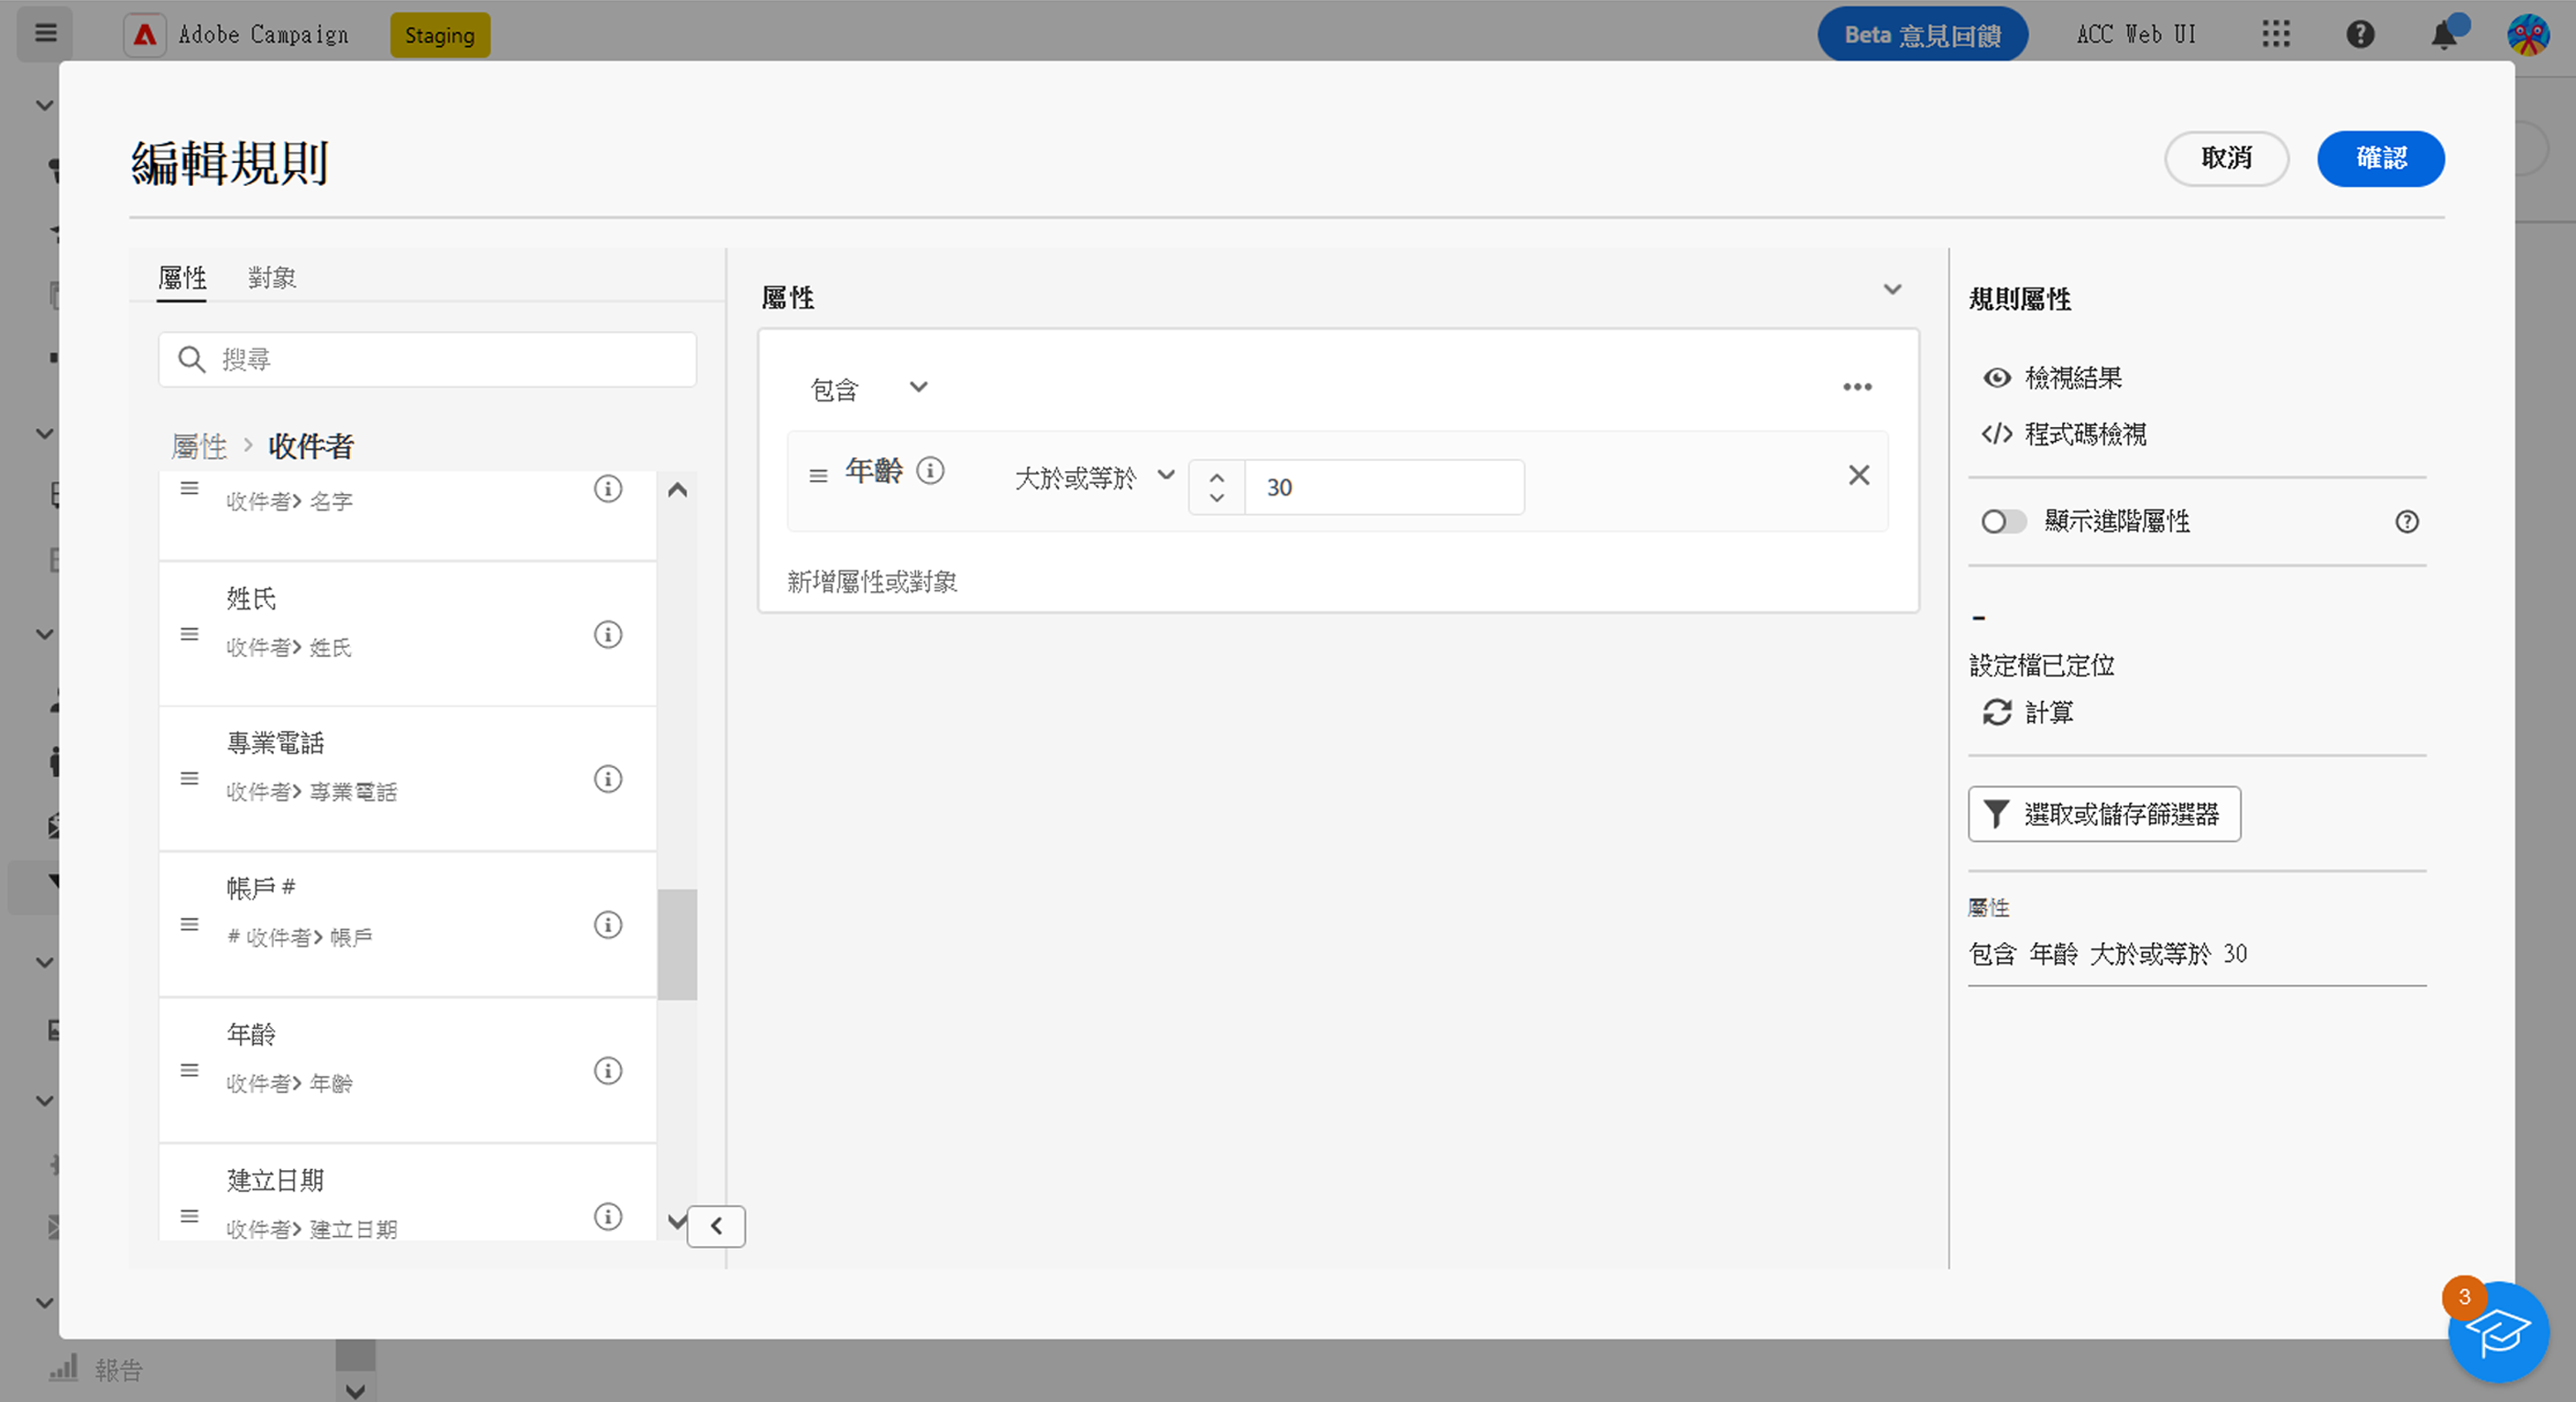 Adobe Campaign
Staging
Beta 意見回饋
ACC Web UI
編輯規則
取消
確認
屬性
對象
搜尋
屬性 > 收件者
收件者> 名字
姓氏
收件者> 姓氏
專業電話
收件者> 專業電話
帳戶 #
# 收件者> 帳戶
年齡
收件者> 年齡
建立日期
收件者> 建立日期
屬性
包含
年齡
大於或等於
30
新增屬性或對象
規則屬性
檢視結果
程式碼檢視
顯示進階屬性
–
設定檔已定位
計算
選取或儲存篩選器
屬性
包含 年齡 大於或等於 30
3
報告